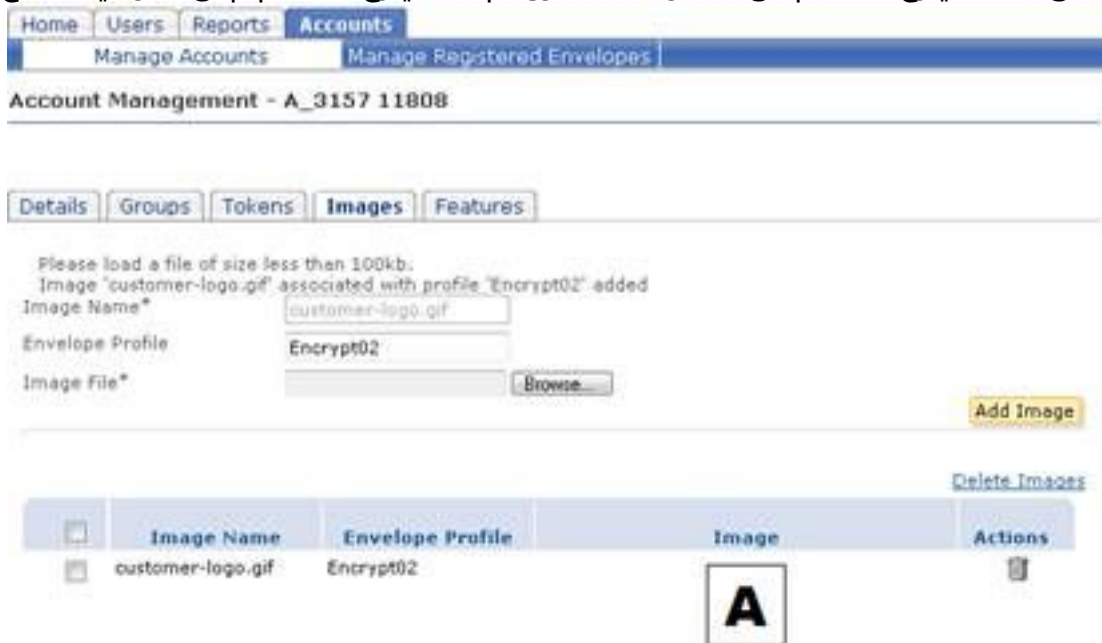 Home Users Reports Accounts
Manage Accounts Manage Registered Envelopes
Account Management - A_3157 11808
Details Groups Tokens Images Features
Please load a file of size less than 100kb.
Image 'customer-logo.gif' associated with profile 'Encrypt02' added
Image Name* customer-logo.gif
Envelope Profile Encrypt02
Image File* Browse...
Add Image
Delete Images
Image Name Envelope Profile Image Actions
customer-logo.gif Encrypt02
A